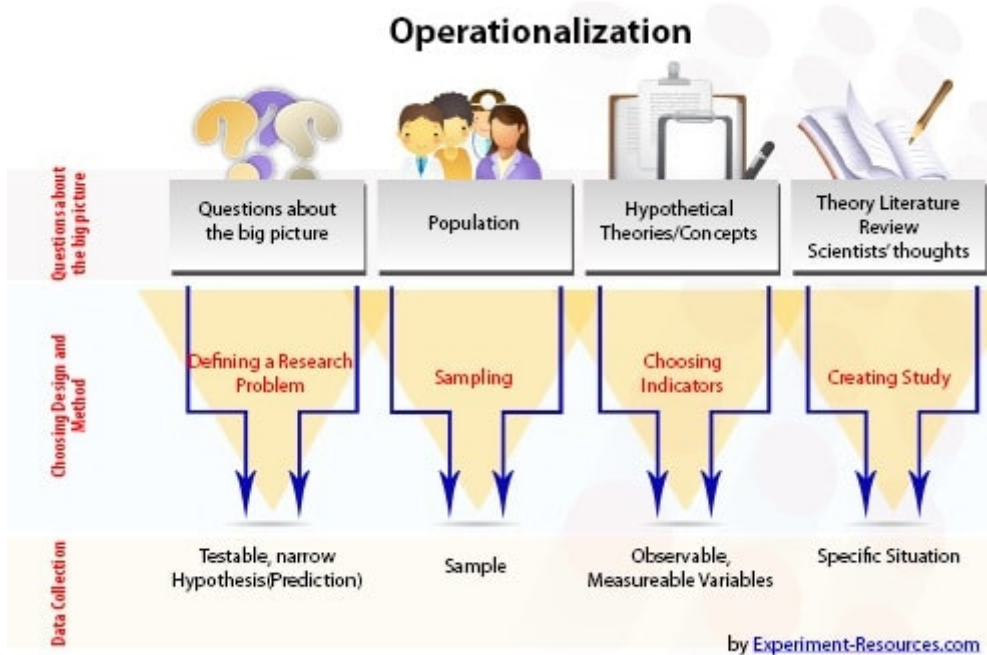 Operationalization
Questions about
the big picture
Questions about
the big picture
Population
Hypothetical
Theories/Concepts
Theory Literature
Review
Scientists' thoughts
Choosing Design and
Method
Defining a Research
Problem
Sampling
Choosing
Indicators
Creating Study
Data Collection
Testable, narrow
Hypothesis(Prediction)
Sample
Observable,
Measureable Variables
Specific Situation
by Experiment-Resources.com